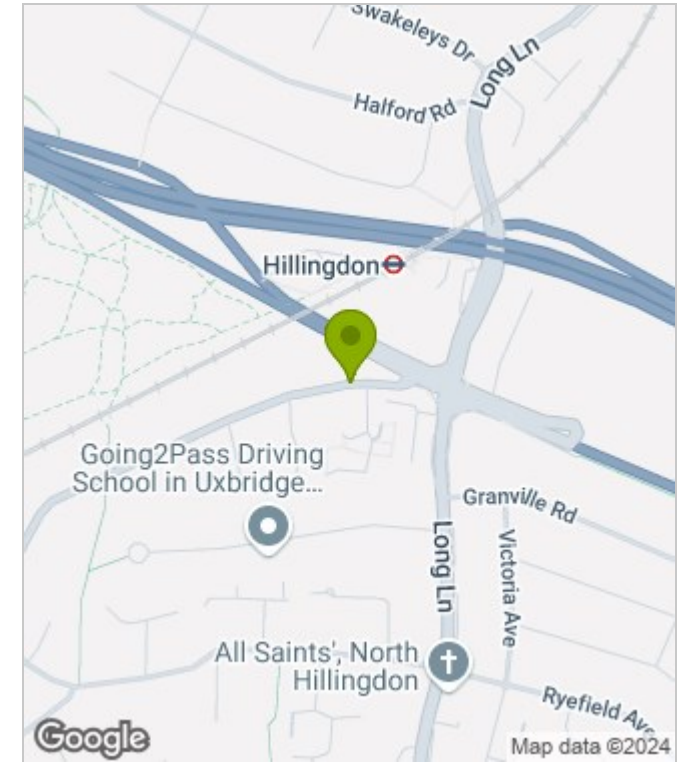 Swakeleys Dr
Long Ln
Halford Rd
Hillingdon
Going2Pass Driving
School in Uxbridge...
Granville Rd
Long Ln
Victoria Ave
All Saints', North
Hillingdon
Ryefield Ave
Google
Map data ©2024